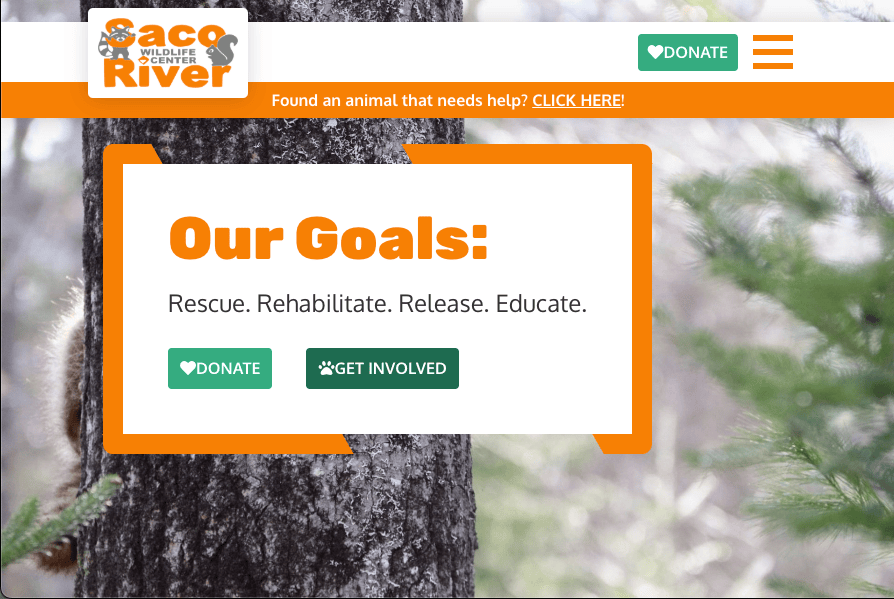 Saco
WILDLIFE
CENTER
River
DONATE
Found an animal that needs help? CLICK HERE!
Our Goals:
Rescue. Rehabilitate. Release. Educate.
DONATE
GET INVOLVED